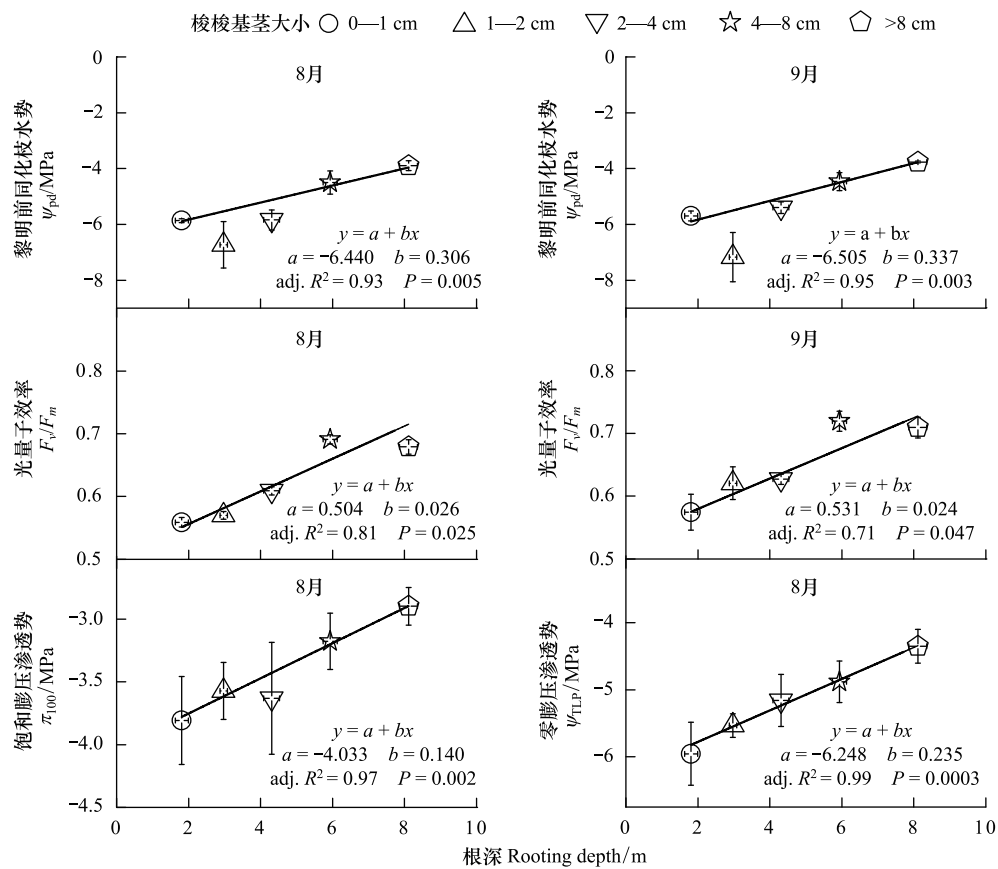 梭梭基茎大小 0—1 cm 1—2 cm 2—4 cm 4—8 cm >8 cm
黎明前同化枝水势
ψpd/MPa
0
−2
−4
−6
−8
8月
y = a + bx
a = −6.440 b = 0.306
adj. R² = 0.93 P = 0.005
黎明前同化枝水势
ψpd/MPa
0
−2
−4
−6
−8
9月
y = a + bx
a = −6.505 b = 0.337
adj. R² = 0.95 P = 0.003
光量子效率
Fv/Fm
0.8
0.7
0.6
0.5
8月
y = a + bx
a = 0.504 b = 0.026
adj. R² = 0.81 P = 0.025
光量子效率
Fv/Fm
0.8
0.7
0.6
0.5
9月
y = a + bx
a = 0.531 b = 0.024
adj. R² = 0.71 P = 0.047
饱和膨压渗透势
π100/MPa
−3.0
−3.5
−4.0
−4.5
8月
y = a + bx
a = −4.033 b = 0.140
adj. R² = 0.97 P = 0.002
0 2 4 6 8 10
零膨压渗透势
ψTLP/MPa
−4
−5
−6
8月
y = a + bx
a = −6.248 b = 0.235
adj. R² = 0.99 P = 0.0003
0 2 4 6 8 10
根深 Rooting depth/m